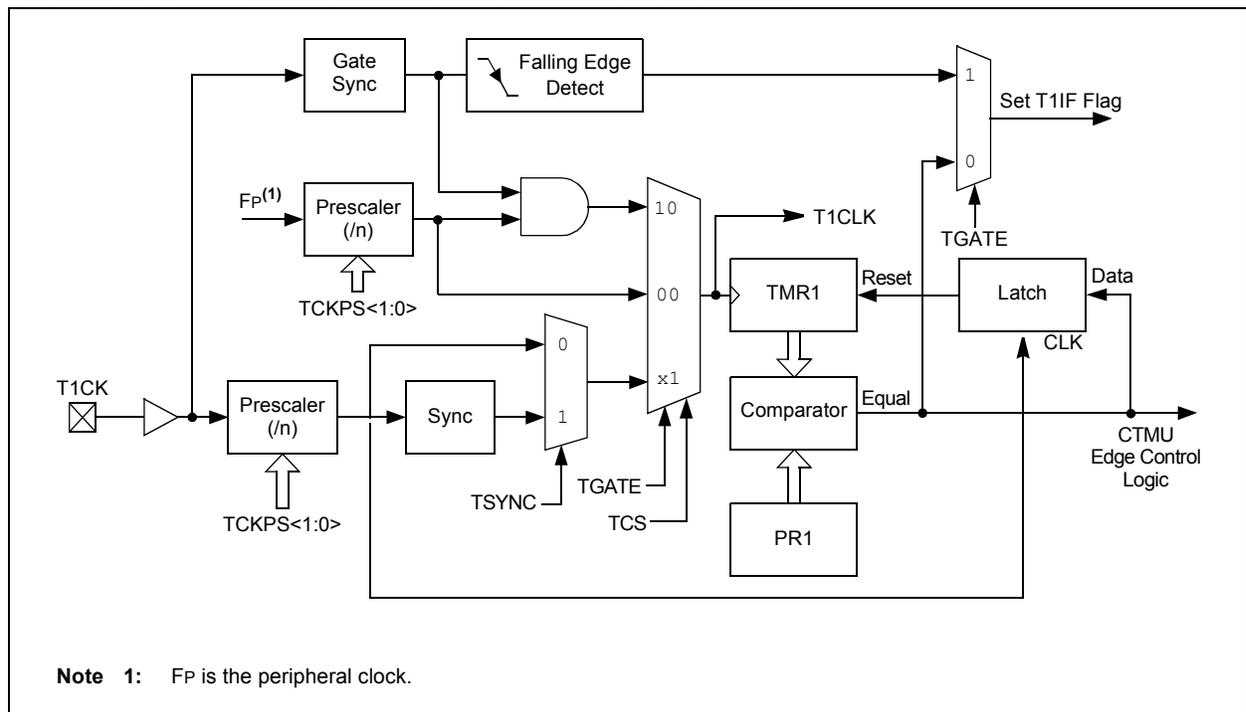 Gate
Sync
Falling Edge
Detect
1
Set T1IF Flag
0
TGATE
FP(1)
Prescaler
(/n)
TCKPS<1:0>
10
00
x1
T1CLK
TMR1
Reset
Latch
Data
CLK
T1CK
Prescaler
(/n)
TCKPS<1:0>
Sync
0
1
TSYNC
TGATE
TCS
Comparator
Equal
PR1
CTMU
Edge Control
Logic
Note 1: FP is the peripheral clock.